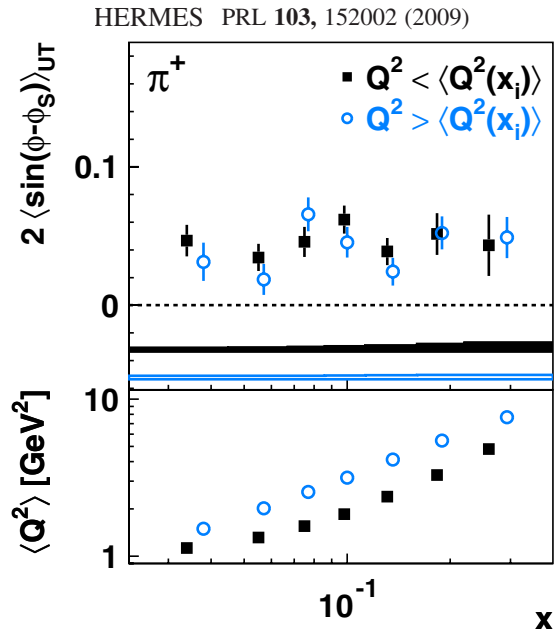 HERMES PRL 103, 152002 (2009)
π+
Q² < ⟨Q²(xᵢ)⟩
Q² > ⟨Q²(xᵢ)⟩
2 ⟨sin(ϕ-ϕS)⟩UT
0.1
0
⟨Q²⟩ [GeV²]
10
1
10⁻¹
x